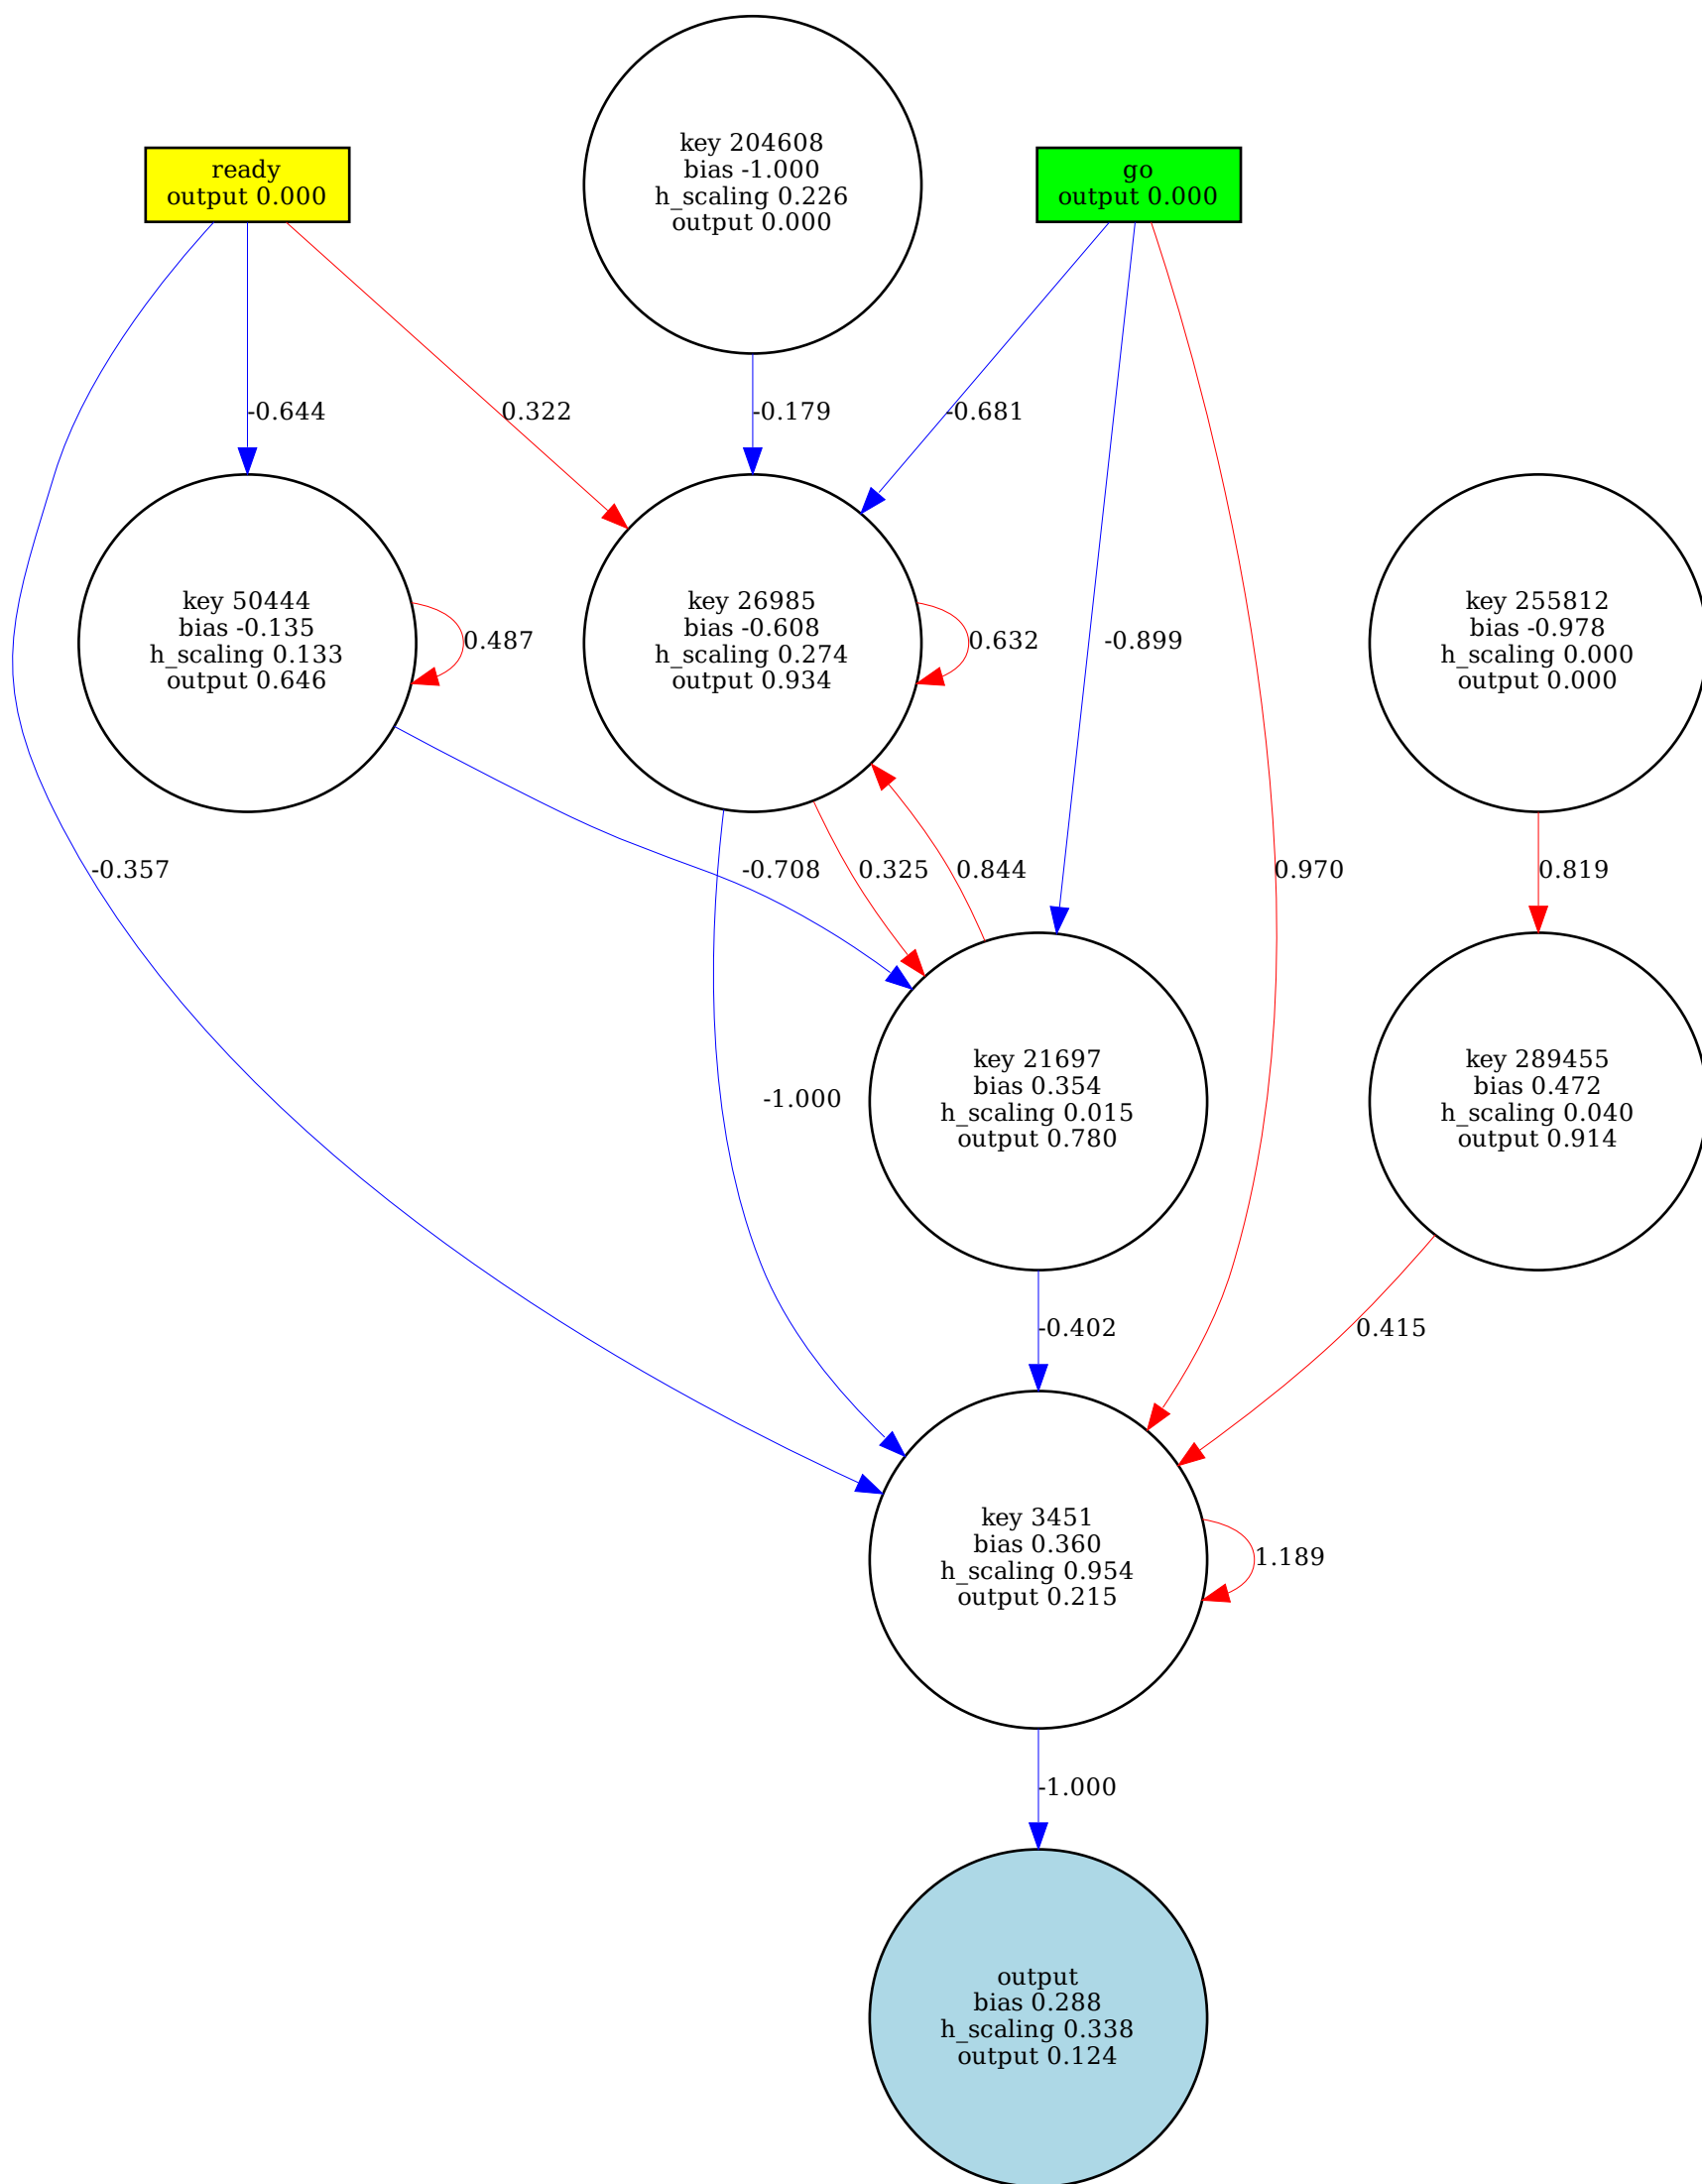 key 204608
bias -1.000
h_scaling 0.226
output 0.000
ready
output 0.000
go
output 0.000
-0.644
0.322
-0.179
-0.681
key 50444
bias -0.135
h_scaling 0.133
output 0.646
0.487
key 26985
bias -0.608
h_scaling 0.274
output 0.934
0.632
-0.899
key 255812
bias -0.978
h_scaling 0.000
output 0.000
-0.357
-0.708
0.325
0.844
0.970
0.819
-1.000
key 21697
bias 0.354
h_scaling 0.015
output 0.780
key 289455
bias 0.472
h_scaling 0.040
output 0.914
-0.402
0.415
key 3451
bias 0.360
h_scaling 0.954
output 0.215
1.189
-1.000
output
bias 0.288
h_scaling 0.338
output 0.124